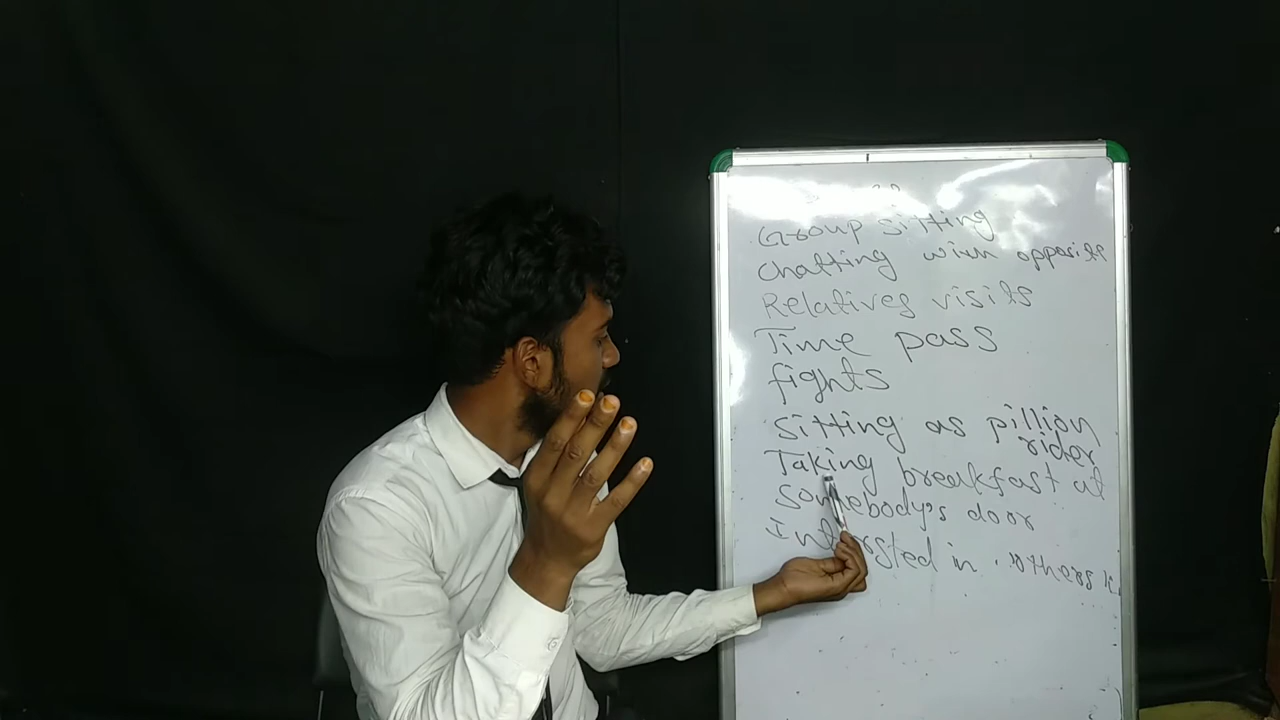 Group sitting
Chatting with opposite
Relatives visits
Time pass
fights
Sitting as pillion
rider
Taking breakfast at
somebody's door
in